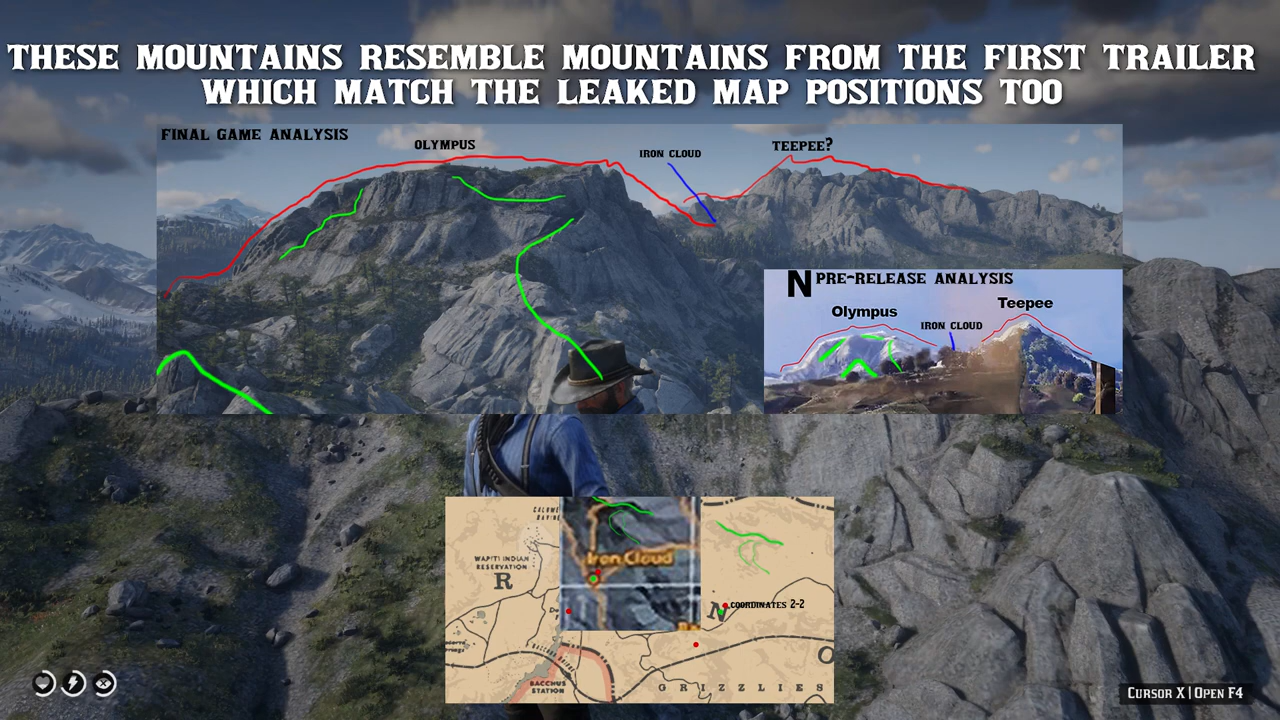 THESE MOUNTAINS RESEMBLE MOUNTAINS FROM THE FIRST TRAILER
WHICH MATCH THE LEAKED MAP POSITIONS TOO
FINAL GAME ANALYSIS
OLYMPUS
IRON CLOUD
TEEPEE?
N PRE-RELEASE ANALYSIS
Olympus
IRON CLOUD
Teepee
WAPITI INDIAN
RESERVATION
R
Iron Cloud
N
COORDINATES 2-2
O
BACCHUS
STATION
GRIZZLIES
CURSOR X | OPEN F4